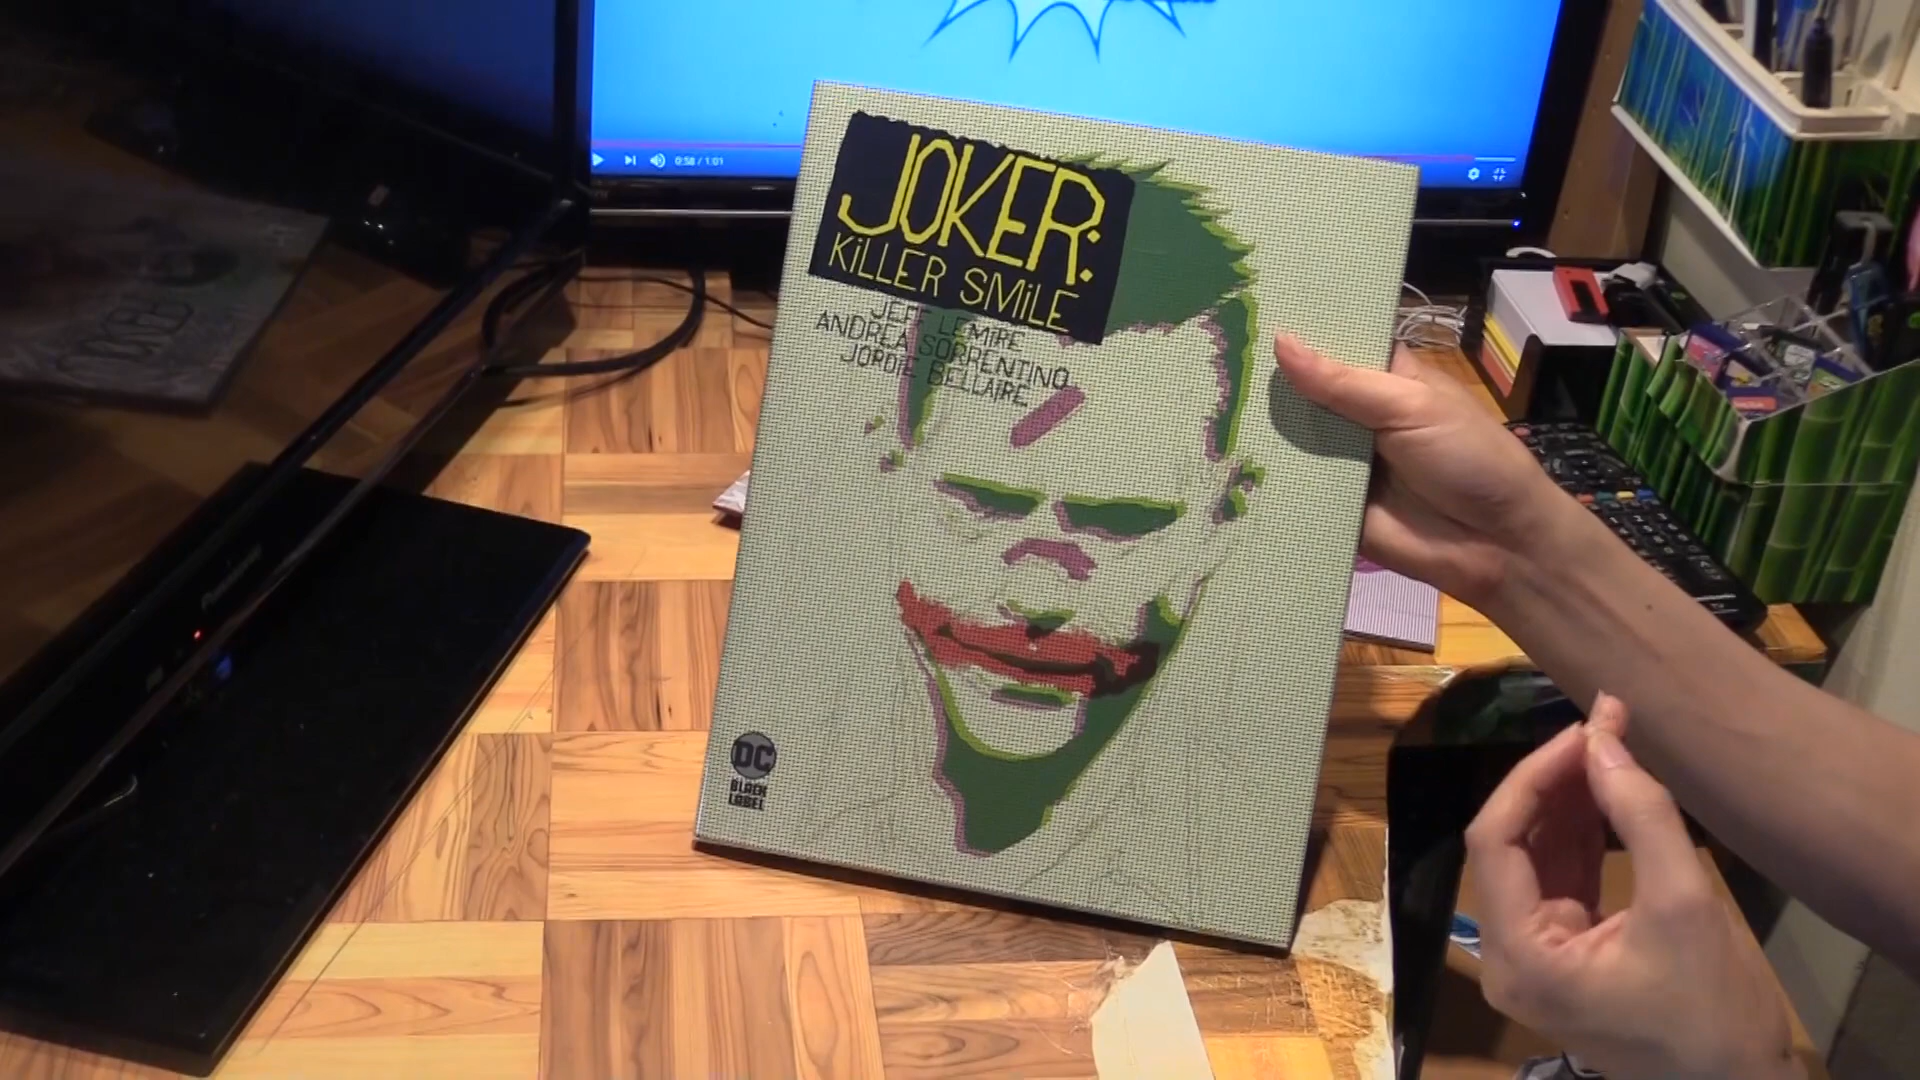 0:58 / 1:01
JOKER:
KiLLER SMiLE
JEFF LEMIRE
ANDREA SORRENTINO
JORDIE BELLAIRE
DC
BLACK
LABEL